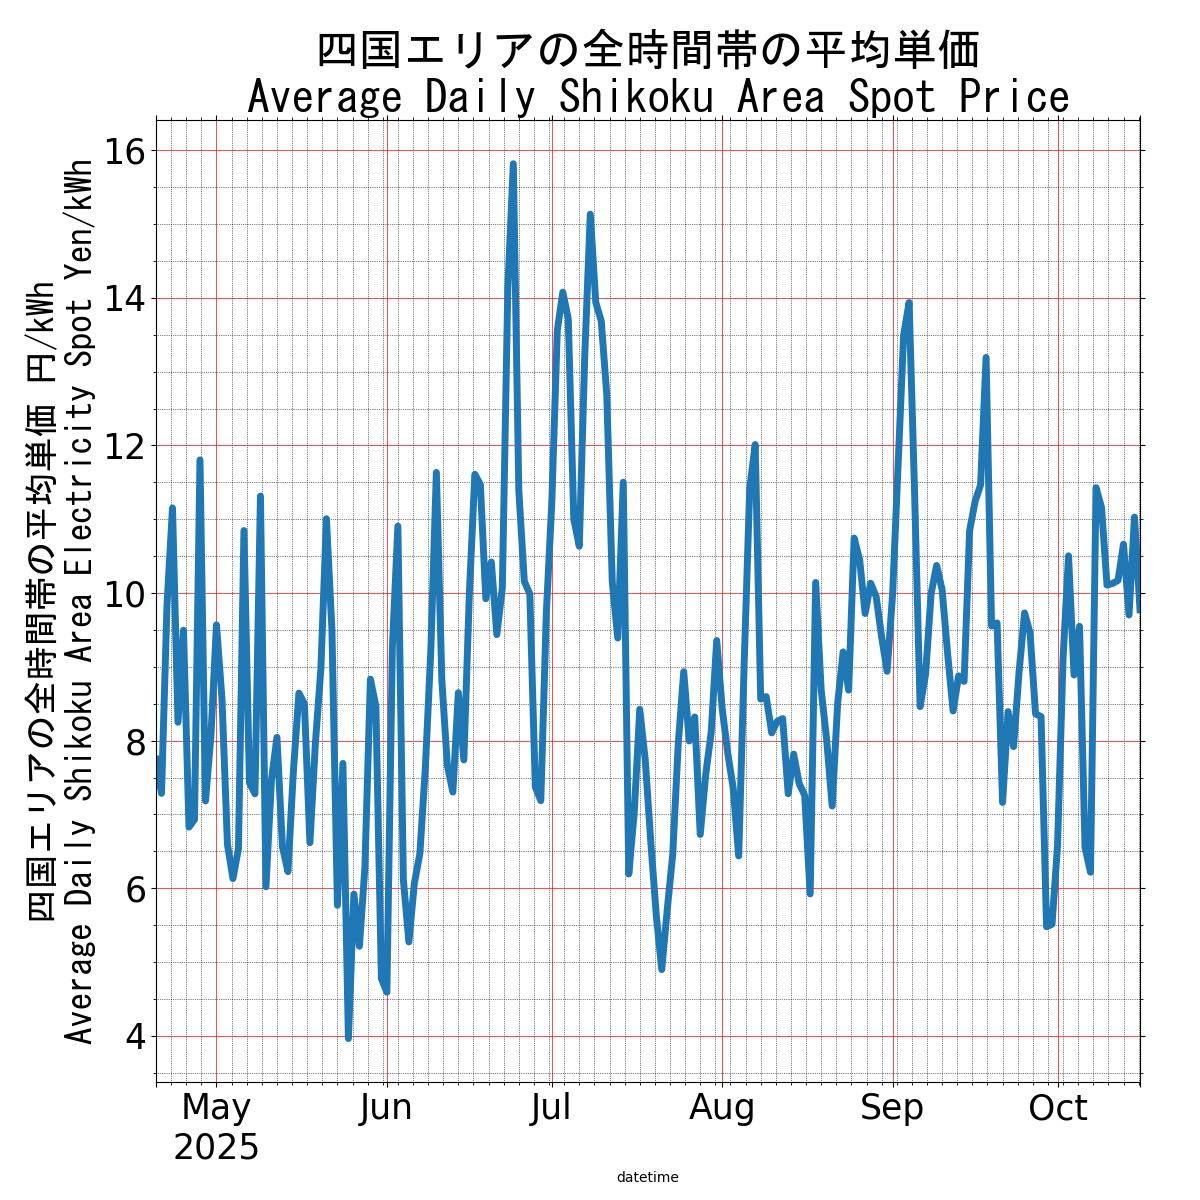 四国エリアの全時間帯の平均単価
Average Daily Shikoku Area Spot Price
四国エリアの全時間帯の平均単価 円/kWh
Average Daily Shikoku Area Electricity Spot Yen/kWh
16
14
12
10
8
6
4
May
2025
Jun
Jul
Aug
Sep
Oct
datetime